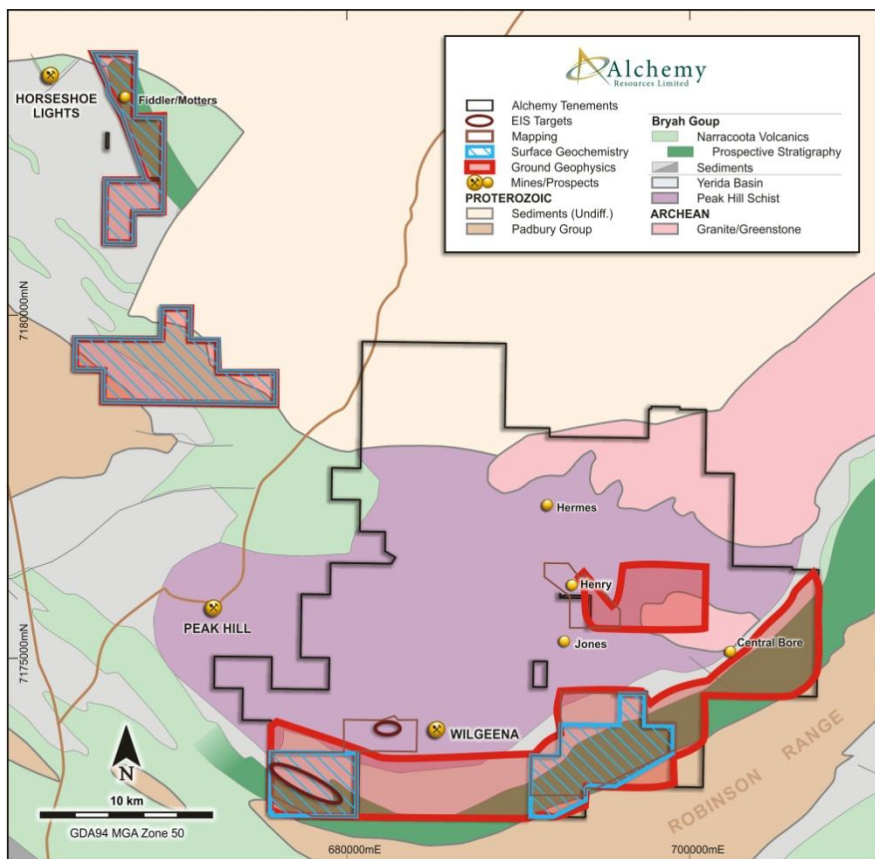 Alchemy
Resources Limited
Alchemy Tenements
EIS Targets
Mapping
Surface Geochemistry
Ground Geophysics
Mines/Prospects
PROTEROZOIC
Sediments (Undiff.)
Padbury Group
Bryah Goup
Narracoota Volcanics
Prospective Stratigraphy
Sediments
Yerida Basin
Peak Hill Schist
ARCHEAN
Granite/Greenstone
HORSESHOE
LIGHTS
Fiddler/Motters
7180000mN
Hermes
Henry
PEAK HILL
Jones
Central Bore
7175000mN
WILGEENA
ROBINSON RANGE
N
10 km
GDA94 MGA Zone 50
680000mE
700000mE